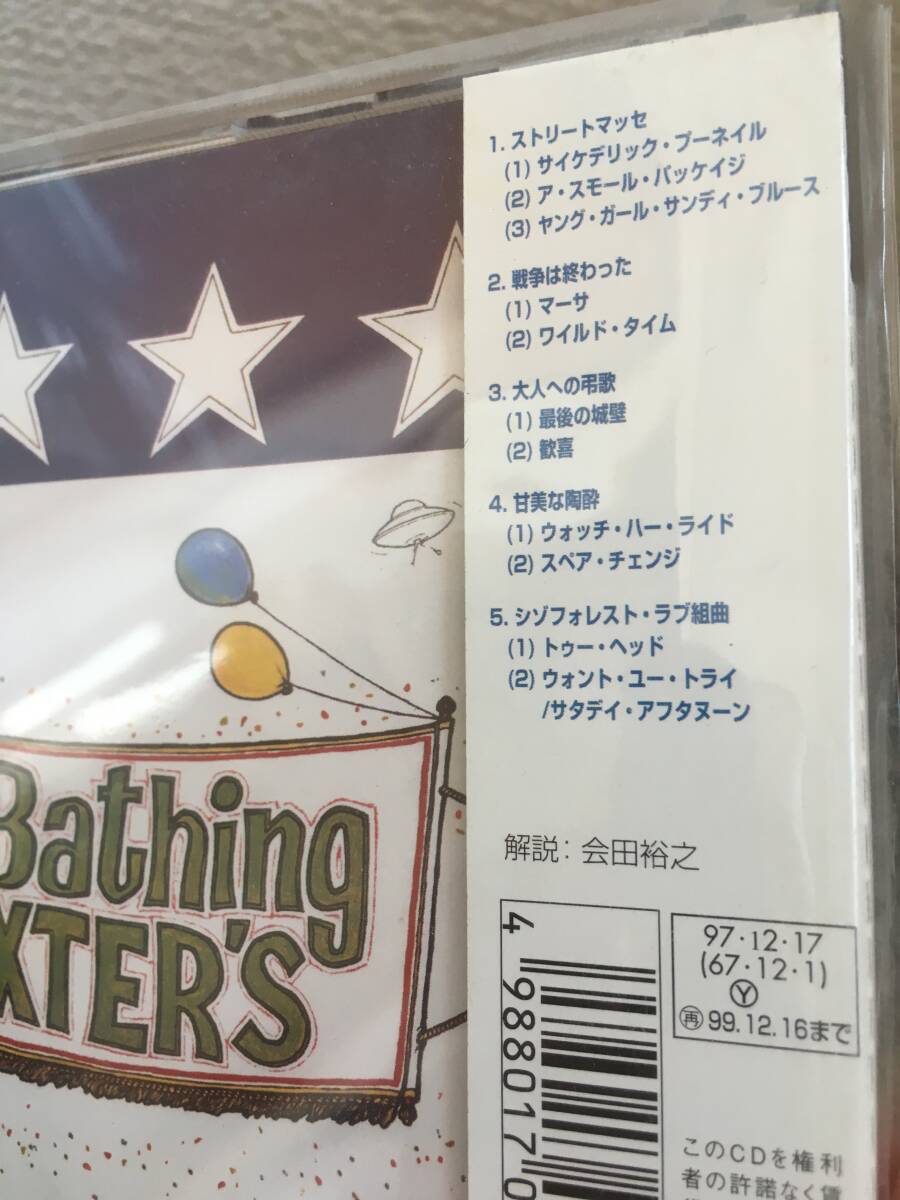 1. ストリートマッセ
(1) サイケデリック・プーネイル
(2) ア・スモール・パッケイジ
(3) ヤング・ガール・サンディ・ブルース
2. 戦争は終わった
(1) マーサ
(2) ワイルド・タイム
3. 大人への弔歌
(1) 最後の城壁
(2) 歓喜
4. 甘美な陶酔
(1) ウォッチ・ハー・ライド
(2) スペア・チェンジ
5. シゾフォレスト・ラブ組曲
(1) トゥー・ヘッド
(2) ウォント・ユー・トライ
/サタデイ・アフタヌーン
Bathing
XTER'S
解説: 会田裕之
97・12・17
(67・12・1)
Ⓨ
㊢99.12.16まで
4 988017 0
このCDを権利
者の許諾なく賃